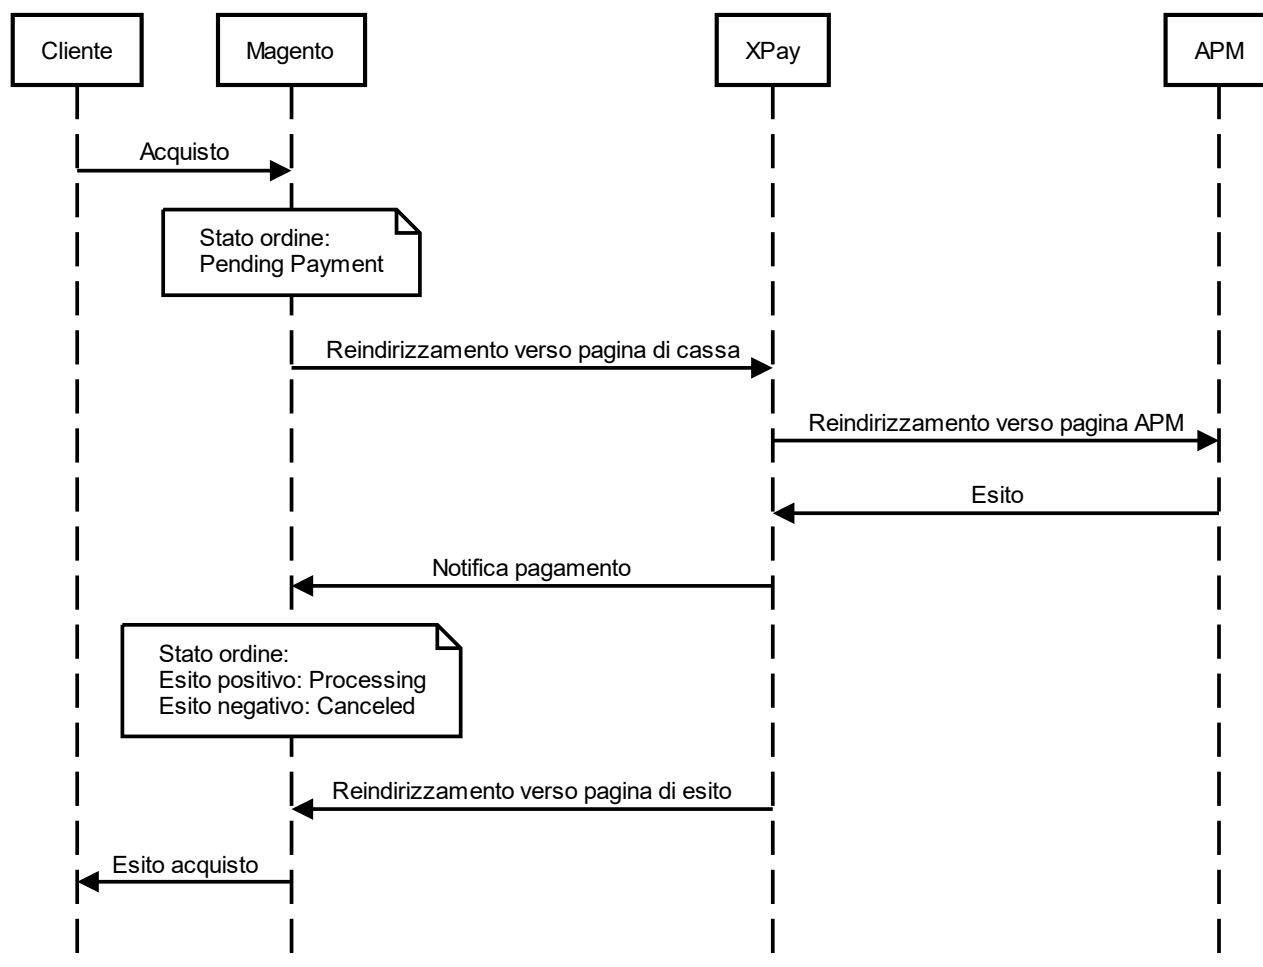 Cliente
Magento
XPay
APM
Acquisto
Stato ordine:
Pending Payment
Reindirizzamento verso pagina di cassa
Reindirizzamento verso pagina APM
Esito
Notifica pagamento
Stato ordine:
Esito positivo: Processing
Esito negativo: Canceled
Reindirizzamento verso pagina di esito
Esito acquisto